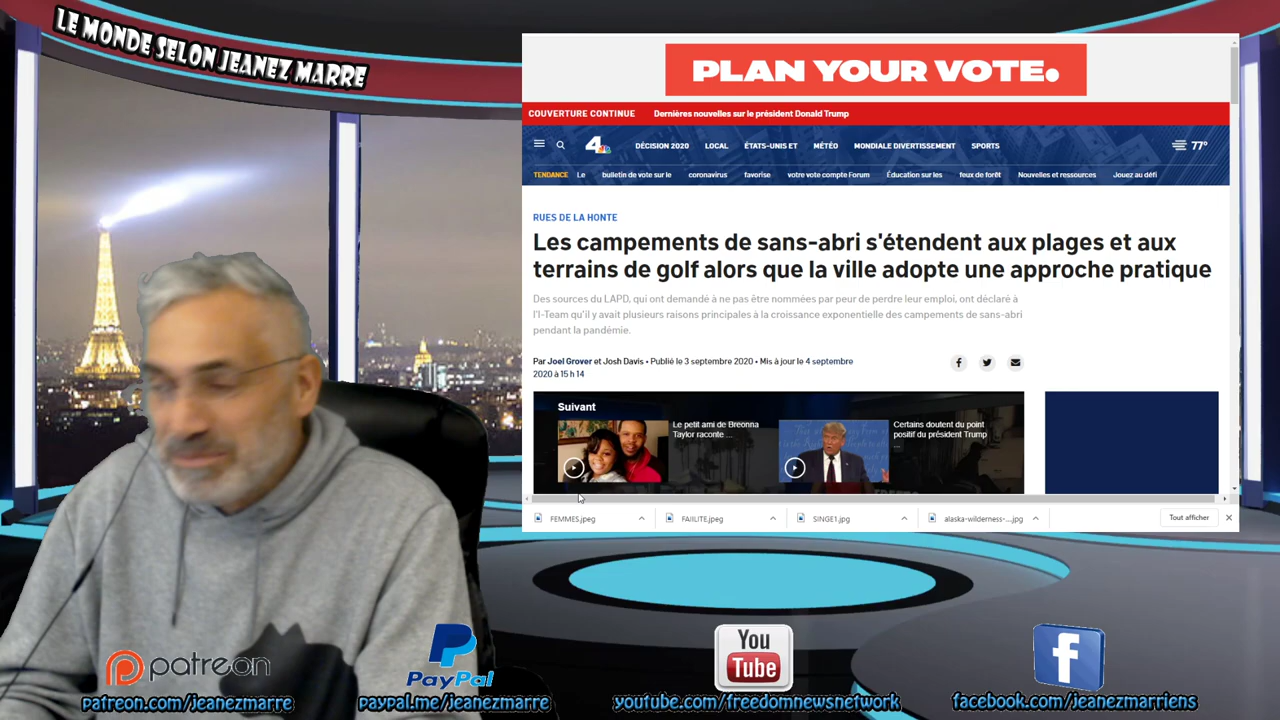 LE MONDE SELON JEANEZ MARRE
PLAN YOUR VOTE.
COUVERTURE CONTINUE Dernières nouvelles sur le président Donald Trump
4 DÉCISION 2020 LOCAL ÉTATS-UNIS ET MÉTÉO MONDIALE DIVERTISSEMENT SPORTS 77°
TENDANCE Le bulletin de vote sur le coronavirus favorise votre vote compte Forum Éducation sur les feux de forêt Nouvelles et ressources Jouez au défi
RUES DE LA HONTE
Les campements de sans-abri s'étendent aux plages et aux
terrains de golf alors que la ville adopte une approche pratique
Des sources du LAPD, qui ont demandé à ne pas être nommées par peur de perdre leur emploi, ont déclaré à
l'I-Team qu'il y avait plusieurs raisons principales à la croissance exponentielle des campements de sans-abri
pendant la pandémie.
Par Joel Grover et Josh Davis • Publié le 3 septembre 2020 • Mis à jour le 4 septembre
2020 à 15 h 14
Suivant
Le petit ami de Breonna
Taylor raconte ...
Certains doutent du point
positif du président Trump
...
FEMMES.jpeg FAIILITE.jpeg SINGE1.jpg alaska-wilderness-....jpg Tout afficher
patreon
PayPal
You
Tube
f
patreon.com/jeanezmarre
paypal.me/jeanezmarre
youtube.com/freedomnewsnetwork
facebook.com/jeanezmarriens